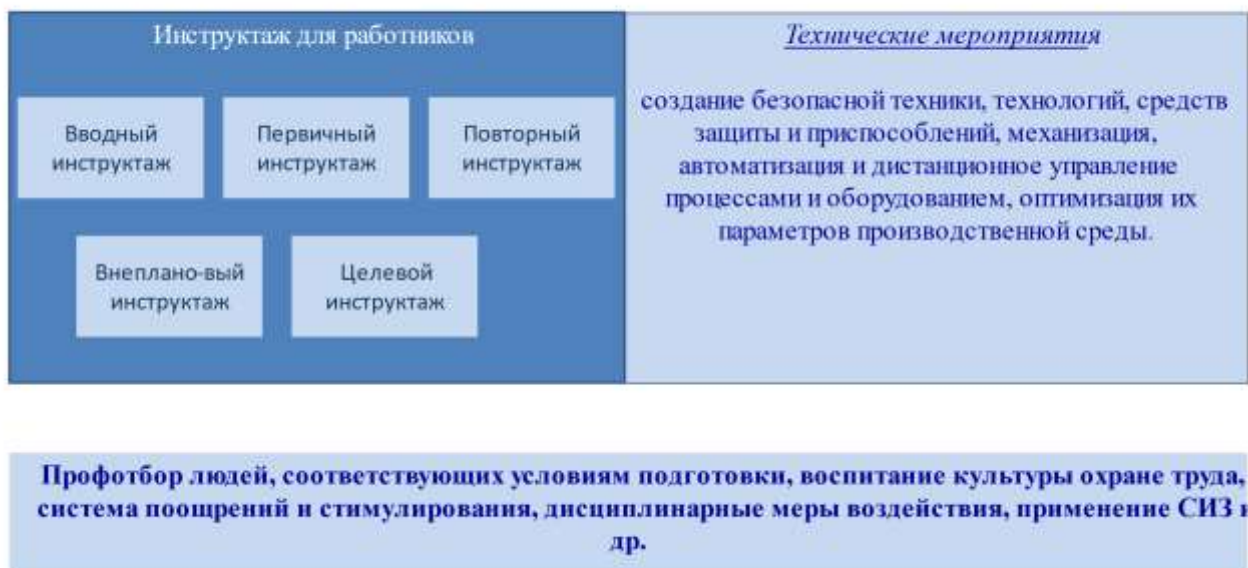 Инструктаж для работников
Вводный
инструктаж
Первичный
инструктаж
Повторный
инструктаж
Внеплано-вый
инструктаж
Целевой
инструктаж
Технические мероприятия
создание безопасной техники, технологий, средств
защиты и приспособлений, механизация,
автоматизация и дистанционное управление
процессами и оборудованием, оптимизация их
параметров производственной среды.
Профотбор людей, соответствующих условиям подготовки, воспитание культуры охране труда,
система поощрений и стимулирования, дисциплинарные меры воздействия, применение СИЗ и
др.